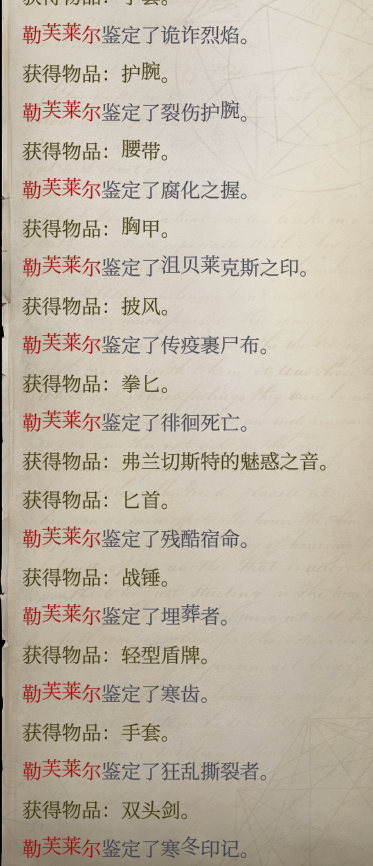 获得物品：手套。
勒芙莱尔鉴定了诡诈烈焰。
获得物品：护腕。
勒芙莱尔鉴定了裂伤护腕。
获得物品：腰带。
勒芙莱尔鉴定了腐化之握。
获得物品：胸甲。
勒芙莱尔鉴定了沮贝莱克斯之印。
获得物品：披风。
勒芙莱尔鉴定了传疫裹尸布。
获得物品：拳匕。
勒芙莱尔鉴定了徘徊死亡。
获得物品：弗兰切斯特的魅惑之音。
获得物品：匕首。
勒芙莱尔鉴定了残酷宿命。
获得物品：战锤。
勒芙莱尔鉴定了埋葬者。
获得物品：轻型盾牌。
勒芙莱尔鉴定了寒齿。
获得物品：手套。
勒芙莱尔鉴定了狂乱撕裂者。
获得物品：双头剑。
勒芙莱尔鉴定了寒冬印记。